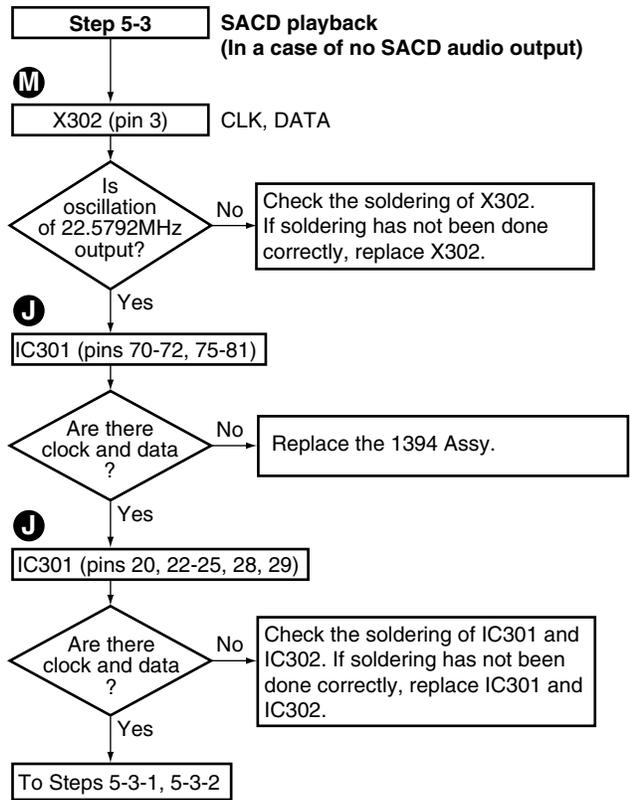 Step 5-3
SACD playback
(In a case of no SACD audio output)
M
X302 (pin 3)
CLK, DATA
Is
oscillation
of 22.5792MHz
output?
No
Check the soldering of X302.
If soldering has not been done
correctly, replace X302.
Yes
J
IC301 (pins 70-72, 75-81)
Are there
clock and data
?
No
Replace the 1394 Assy.
Yes
J
IC301 (pins 20, 22-25, 28, 29)
Are there
clock and data
?
No
Check the soldering of IC301 and
IC302. If soldering has not been
done correctly, replace IC301 and
IC302.
Yes
To Steps 5-3-1, 5-3-2